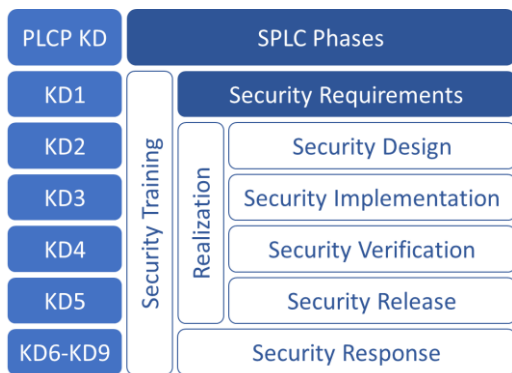 PLCP KD
SPLC Phases
KD1
Security Requirements
KD2
Security Design
KD3
Security Implementation
KD4
Security Verification
KD5
Security Release
KD6-KD9
Security Response
Security Training
Realization